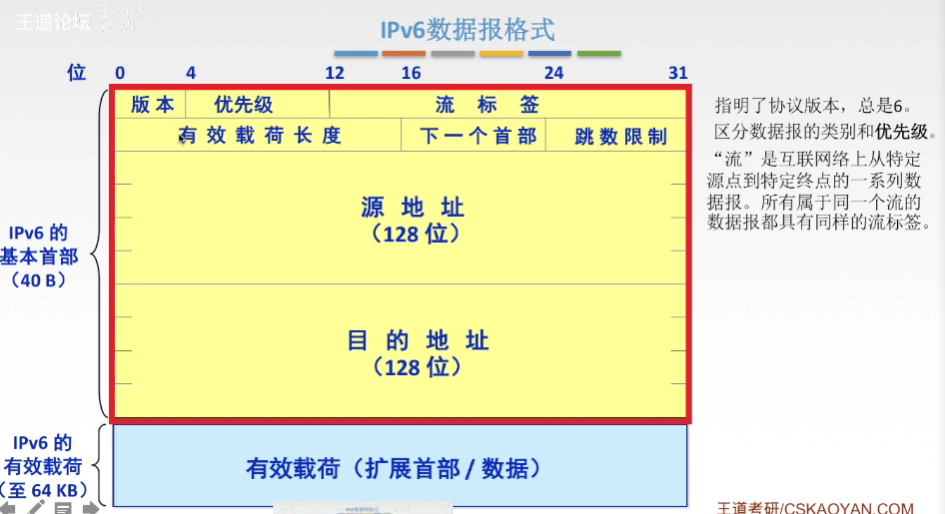 王道论坛
IPv6数据报格式
位 0 4 12 16 24 31
版本 优先级 流标签
有效载荷长度 下一个首部 跳数限制
源地址
（128 位）
目的地址
（128 位）
IPv6 的
基本首部
（40 B）
IPv6 的
有效载荷
（至 64 KB）
有效载荷（扩展首部 / 数据）
指明了协议版本，总是6。
区分数据报的类别和优先级。
“流”是互联网络上从特定
源点到特定终点的一系列数
据报。所有属于同一个流的
数据报都具有同样的流标签。
王道考研/CSKAOYAN.COM